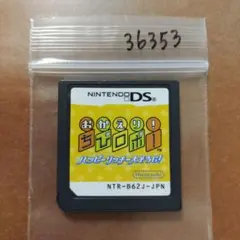 36353
NINTENDO DS
おかえり
ちびロボ!
ハッピーリッチー大そうじ!
Nintendo
NTR-B62J-JPN